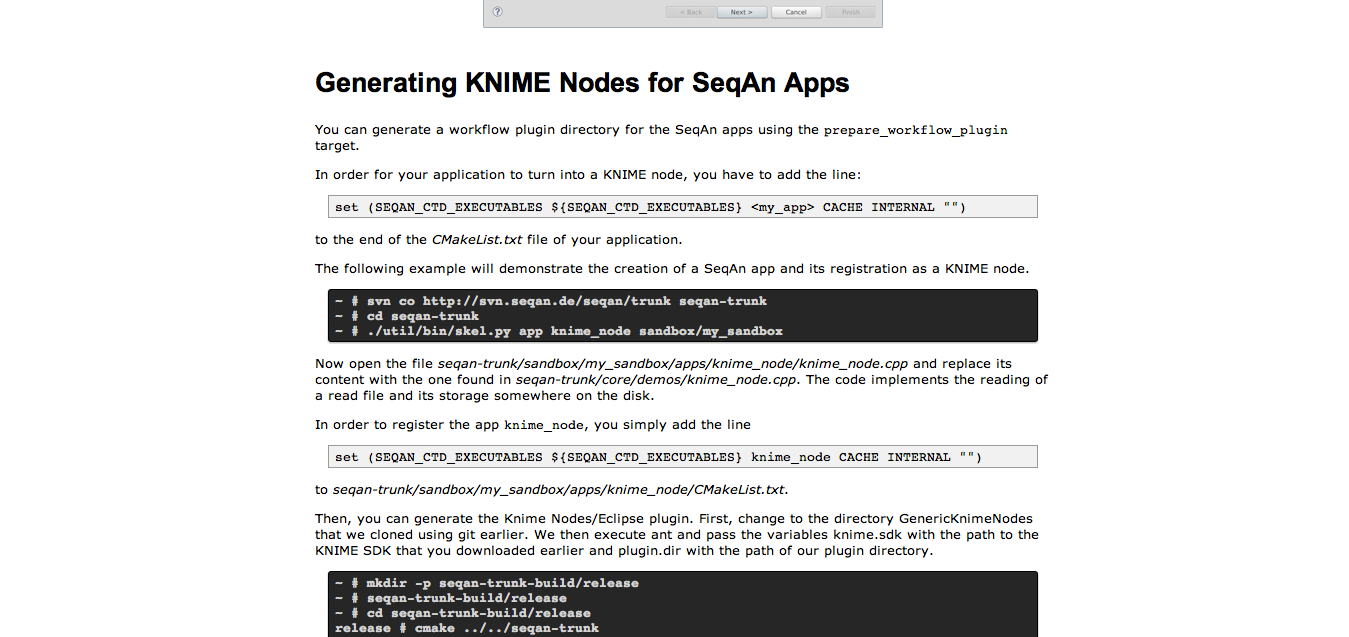 ?
< Back
Next >
Cancel
Finish
Generating KNIME Nodes for SeqAn Apps
You can generate a workflow plugin directory for the SeqAn apps using the prepare_workflow_plugin
target.
In order for your application to turn into a KNIME node, you have to add the line:
set (SEQAN_CTD_EXECUTABLES ${SEQAN_CTD_EXECUTABLES} <my_app> CACHE INTERNAL "")
to the end of the CMakeList.txt file of your application.
The following example will demonstrate the creation of a SeqAn app and its registration as a KNIME node.
~ # svn co http://svn.seqan.de/seqan/trunk seqan-trunk
~ # cd seqan-trunk
~ # ./util/bin/skel.py app knime_node sandbox/my_sandbox
Now open the file seqan-trunk/sandbox/my_sandbox/apps/knime_node/knime_node.cpp and replace its
content with the one found in seqan-trunk/core/demos/knime_node.cpp. The code implements the reading of
a read file and its storage somewhere on the disk.
In order to register the app knime_node, you simply add the line
set (SEQAN_CTD_EXECUTABLES ${SEQAN_CTD_EXECUTABLES} knime_node CACHE INTERNAL "")
to seqan-trunk/sandbox/my_sandbox/apps/knime_node/CMakeList.txt.
Then, you can generate the Knime Nodes/Eclipse plugin. First, change to the directory GenericKnimeNodes
that we cloned using git earlier. We then execute ant and pass the variables knime.sdk with the path to the
KNIME SDK that you downloaded earlier and plugin.dir with the path of our plugin directory.
~ # mkdir -p seqan-trunk-build/release
~ # seqan-trunk-build/release
~ # cd seqan-trunk-build/release
release # cmake ../../seqan-trunk